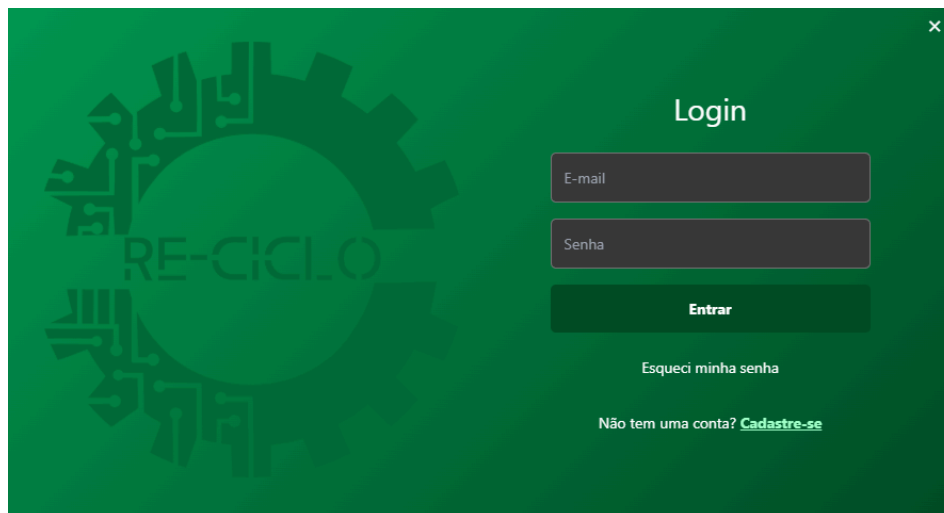 ×
Login
E-mail
RE-CICLO
Senha
Entrar
Esqueci minha senha
Não tem uma conta? Cadastre-se